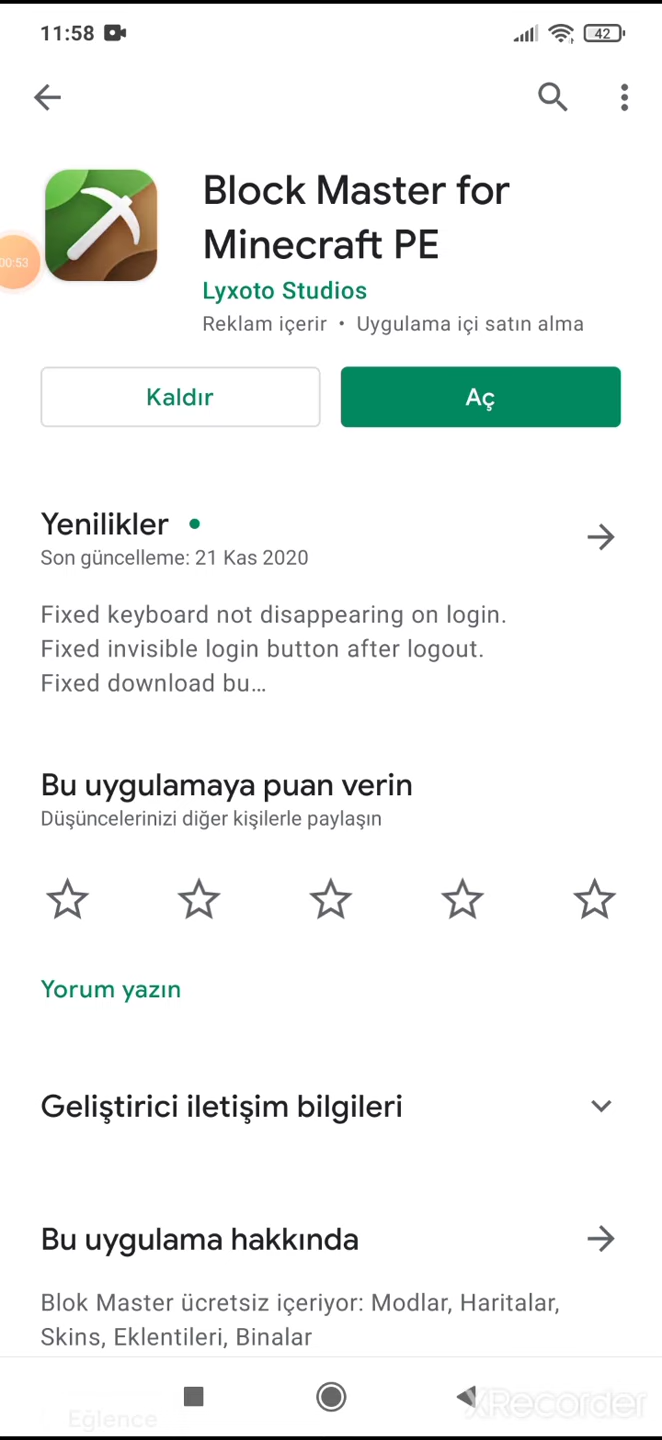 11:58
42
Block Master for
Minecraft PE
00:53
Lyxoto Studios
Reklam içerir • Uygulama içi satın alma
Kaldır
Aç
Yenilikler
Son güncelleme: 21 Kas 2020
Fixed keyboard not disappearing on login.
Fixed invisible login button after logout.
Fixed download bu...
Bu uygulamaya puan verin
Düşüncelerinizi diğer kişilerle paylaşın
Yorum yazın
Geliştirici iletişim bilgileri
Bu uygulama hakkında
Blok Master ücretsiz içeriyor: Modlar, Haritalar,
Skins, Eklentileri, Binalar
Eğlence
XRecorder